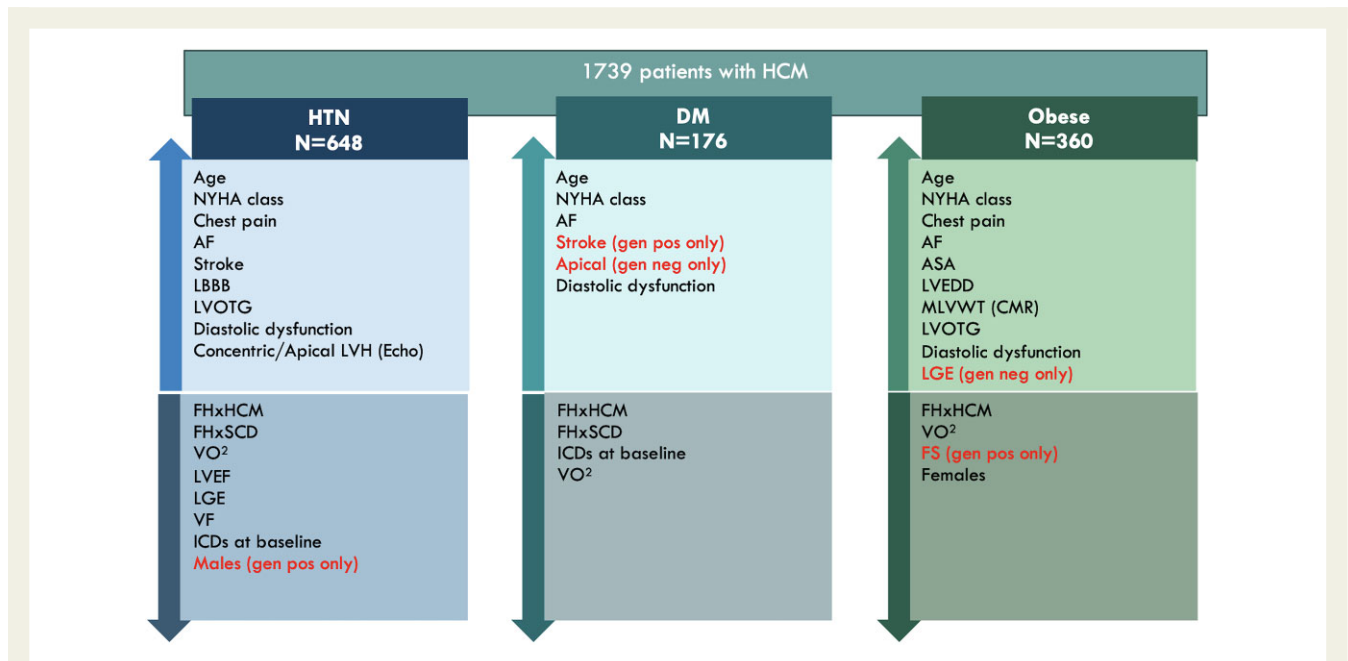 1739 patients with HCM
HTN
N=648
Age
NYHA class
Chest pain
AF
Stroke
LBBB
LVOTG
Diastolic dysfunction
Concentric/Apical LVH (Echo)
FHxHCM
FHxSCD
VO²
LVEF
LGE
VF
ICDs at baseline
Males (gen pos only)
DM
N=176
Age
NYHA class
AF
Stroke (gen pos only)
Apical (gen neg only)
Diastolic dysfunction
FHxHCM
FHxSCD
ICDs at baseline
VO²
Obese
N=360
Age
NYHA class
Chest pain
AF
ASA
LVEDD
MLVWT (CMR)
LVOTG
Diastolic dysfunction
LGE (gen neg only)
FHxHCM
VO²
FS (gen pos only)
Females